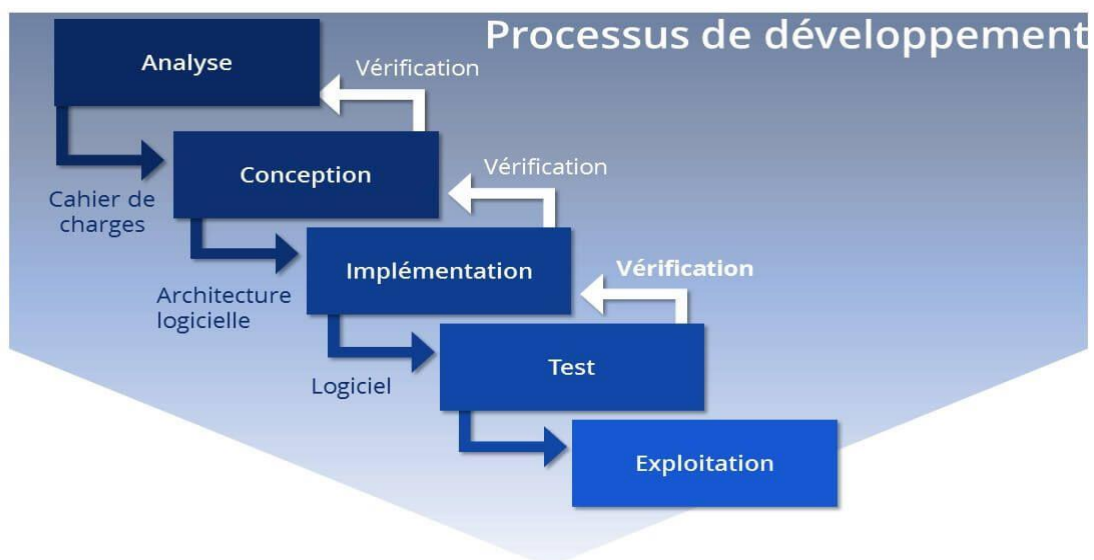 Processus de développement
Analyse
Vérification
Conception
Vérification
Cahier de
charges
Implémentation
Vérification
Architecture
logicielle
Test
Logiciel
Exploitation